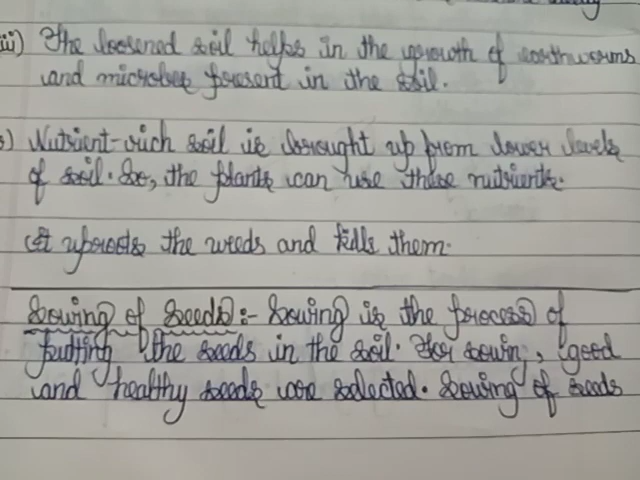 iii) The loosened soil helps in the growth of earthworms
and microbes present in the soil.
) Nutrient-rich soil is brought up from lower levels
of soil. So, the plants can use these nutrients.
It uproots the weeds and kills them.
Sowing of Seeds :- Sowing is the process of
putting the seeds in the soil. For sowing, good
and healthy seeds are selected. Sowing of seeds